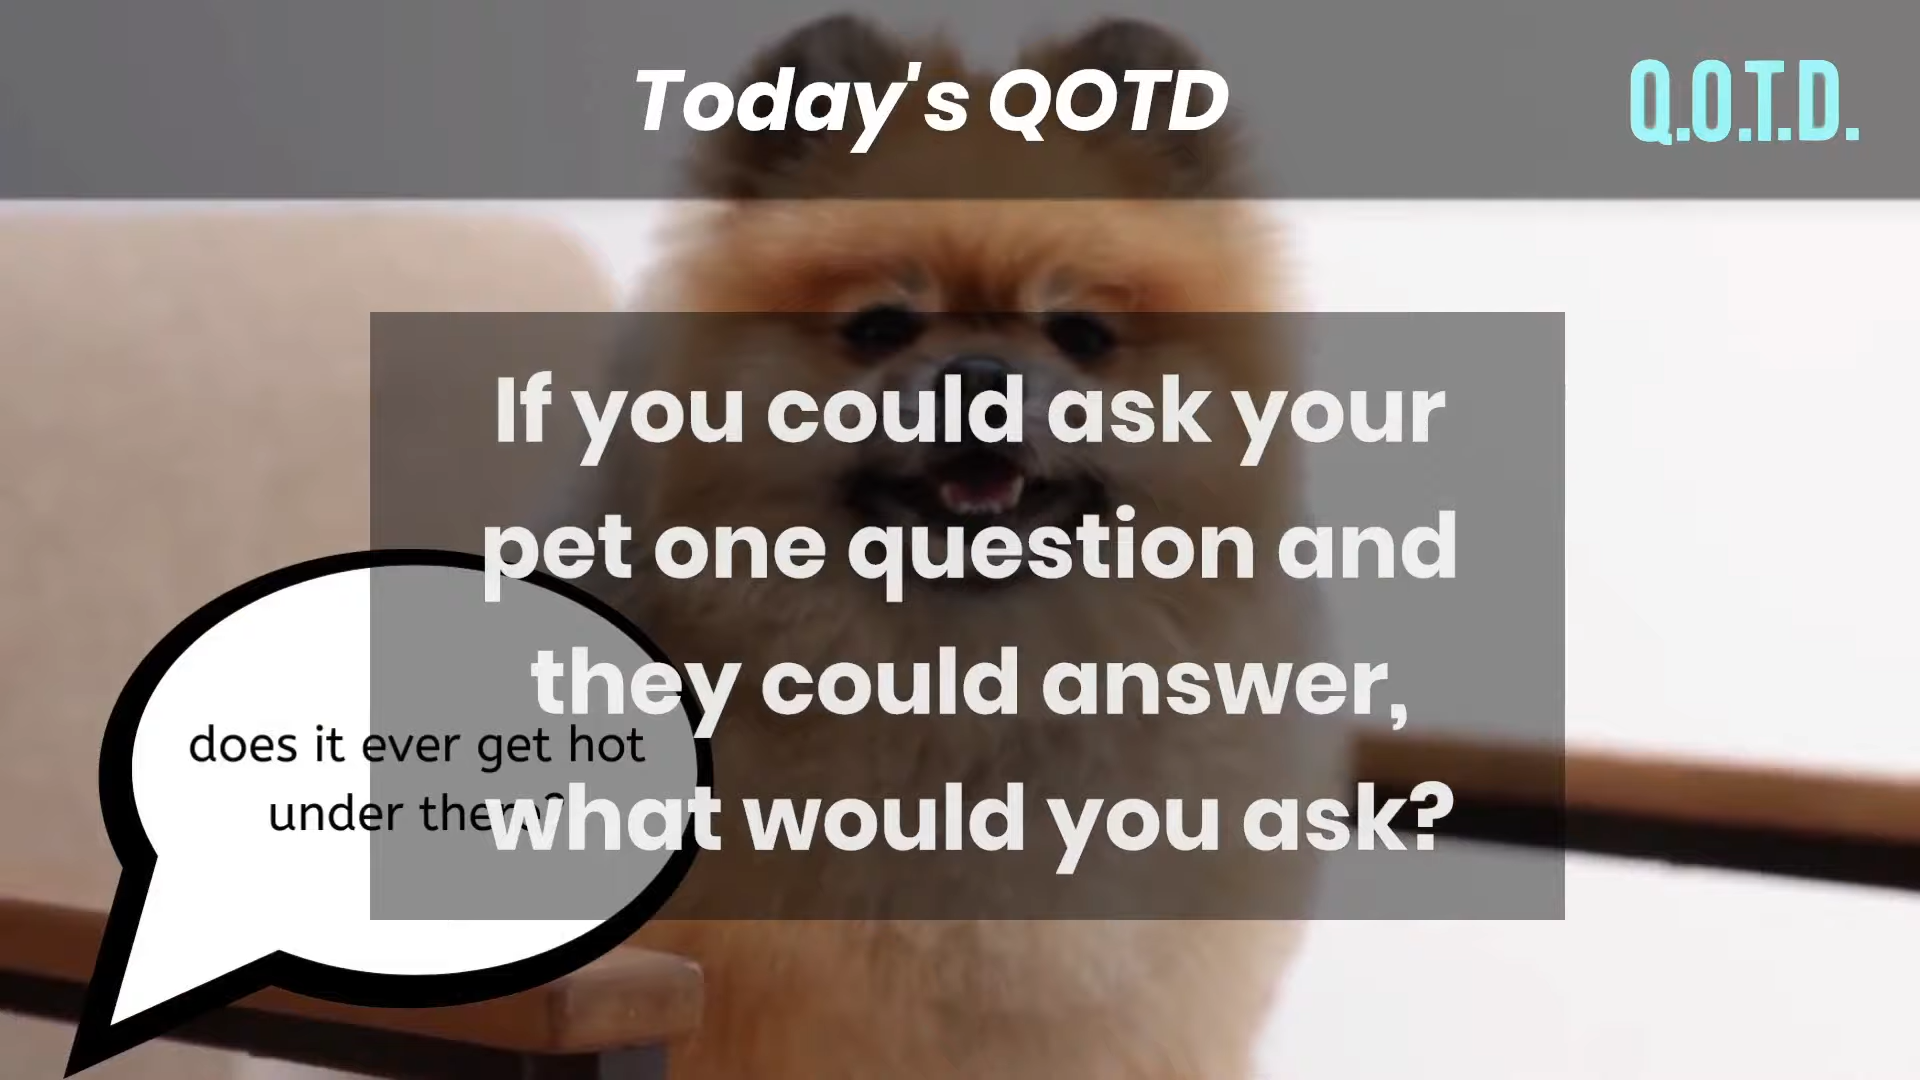 Today's QOTD
Q.O.T.D.
If you could ask your
pet one question and
they could answer,
what would you ask?
does it ever get hot
under there?